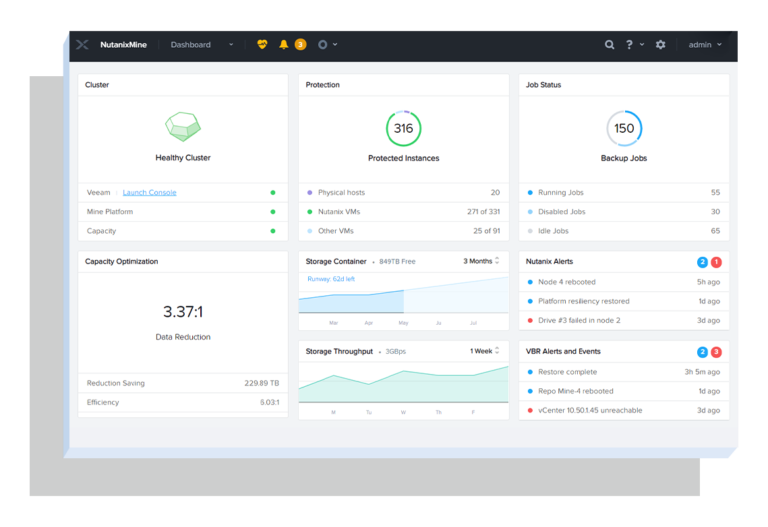 NutanixMine Dashboard 3 ? admin
Cluster
Healthy Cluster
Veeam Launch Console
Mine Platform
Capacity
Protection
316
Protected Instances
Physical hosts 20
Nutanix VMs 271 of 331
Other VMs 25 of 91
Job Status
150
Backup Jobs
Running Jobs 55
Disabled Jobs 30
Idle Jobs 65
Capacity Optimization
3.37:1
Data Reduction
Reduction Saving 229.89 TB
Efficiency 5.03:1
Storage Container • 849TB Free 3 Months
Runway: 62d left
Mar Apr May Ju Jul
Storage Throughput • 3GBps 1 Week
M Tu W Th F
Nutanix Alerts 2 1
Node 4 rebooted 5h ago
Platform resiliency restored 1d ago
Drive #3 failed in node 2 3d ago
VBR Alerts and Events 2 3
Restore complete 3h 5m ago
Repo Mine-4 rebooted 1d ago
vCenter 10.50.1.45 unreachable 3d ago